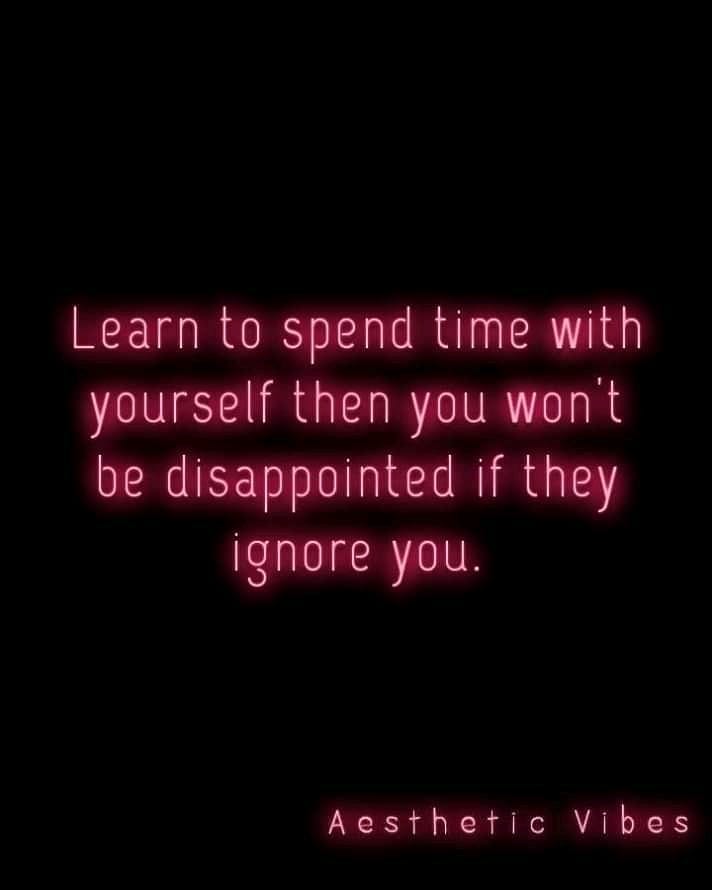 Learn to spend time with
yourself then you won't
be disappointed if they
ignore you.
Aesthetic Vibes